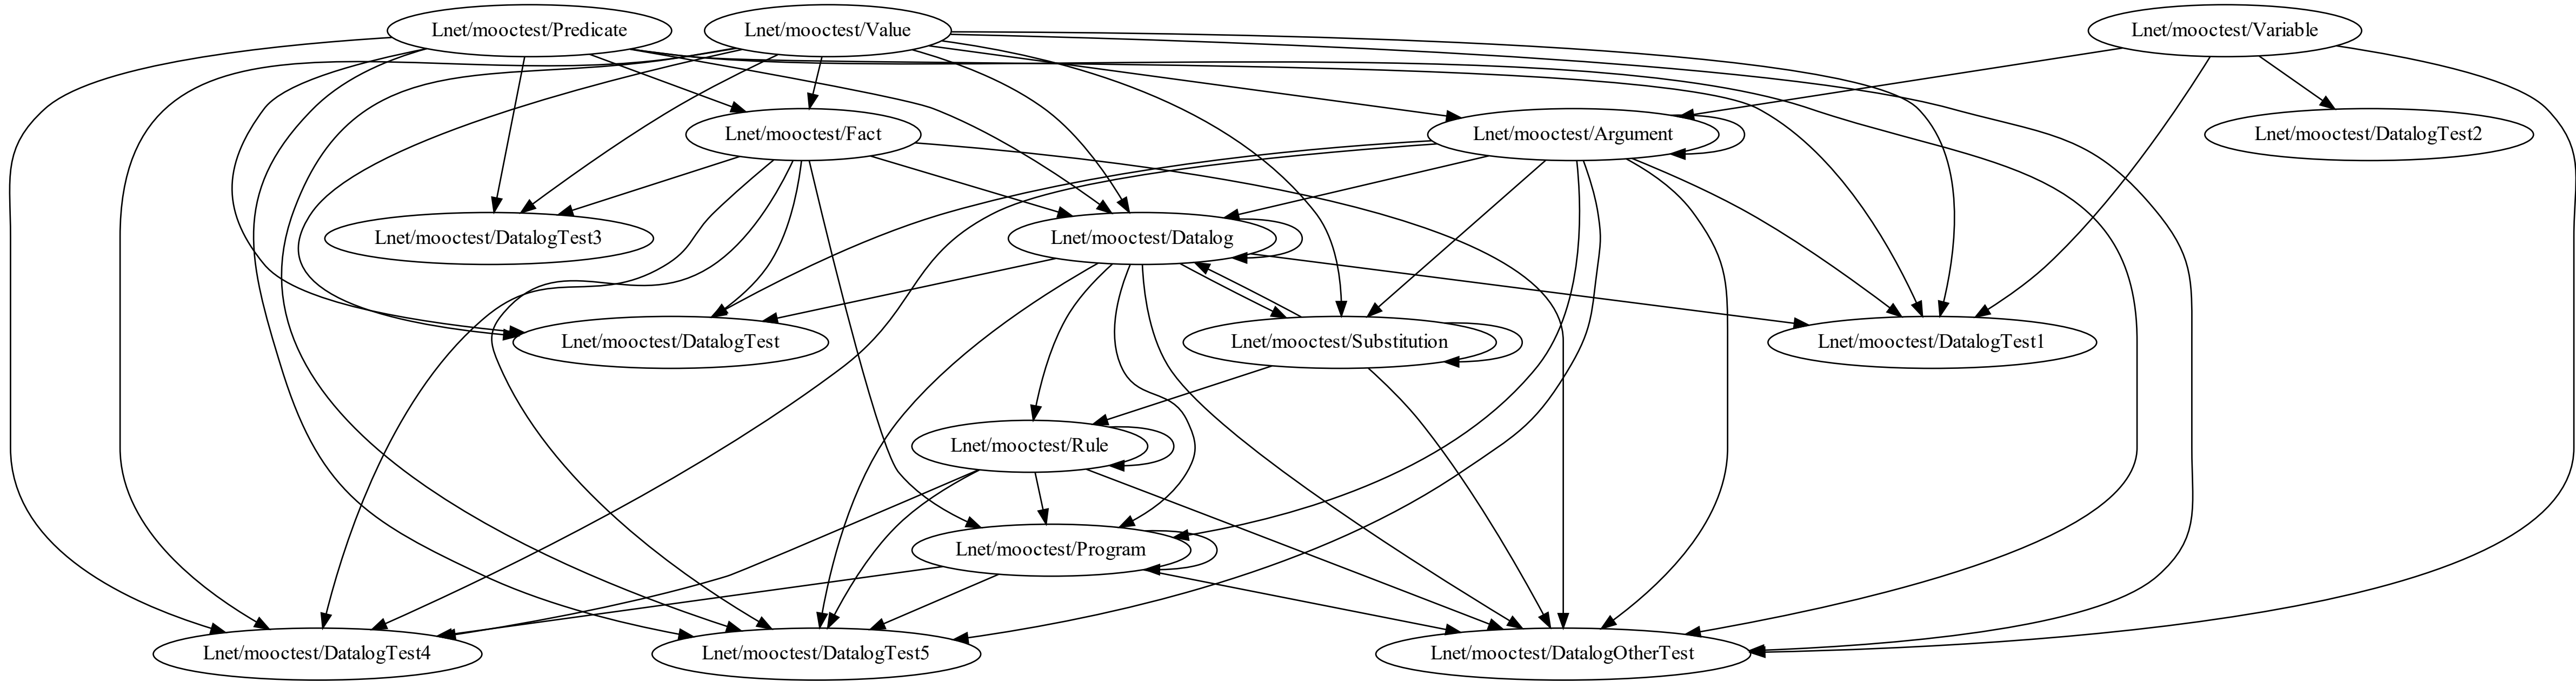 Lnet/mooctest/Predicate
Lnet/mooctest/Value
Lnet/mooctest/Variable
Lnet/mooctest/Fact
Lnet/mooctest/Argument
Lnet/mooctest/DatalogTest2
Lnet/mooctest/DatalogTest3
Lnet/mooctest/Datalog
Lnet/mooctest/DatalogTest
Lnet/mooctest/Substitution
Lnet/mooctest/DatalogTest1
Lnet/mooctest/Rule
Lnet/mooctest/Program
Lnet/mooctest/DatalogTest4
Lnet/mooctest/DatalogTest5
Lnet/mooctest/DatalogOtherTest